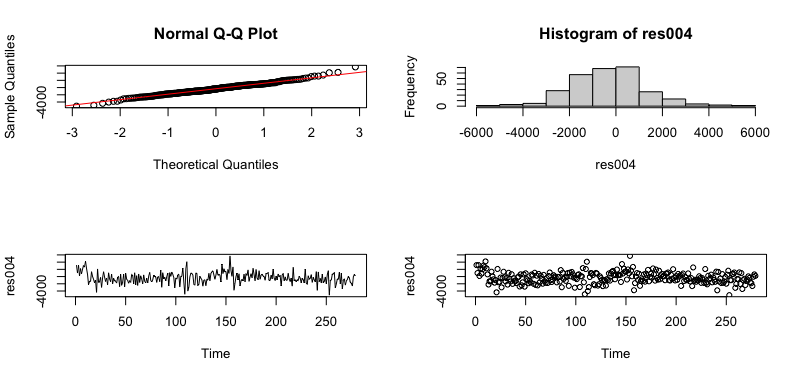 Normal Q-Q Plot
Sample Quantiles
-4000
-3 -2 -1 0 1 2 3
Theoretical Quantiles
Histogram of res004
Frequency
0 50
-6000 -4000 -2000 0 2000 4000 6000
res004
res004
-4000
0 50 100 150 200 250
Time
res004
-4000
0 50 100 150 200 250
Time